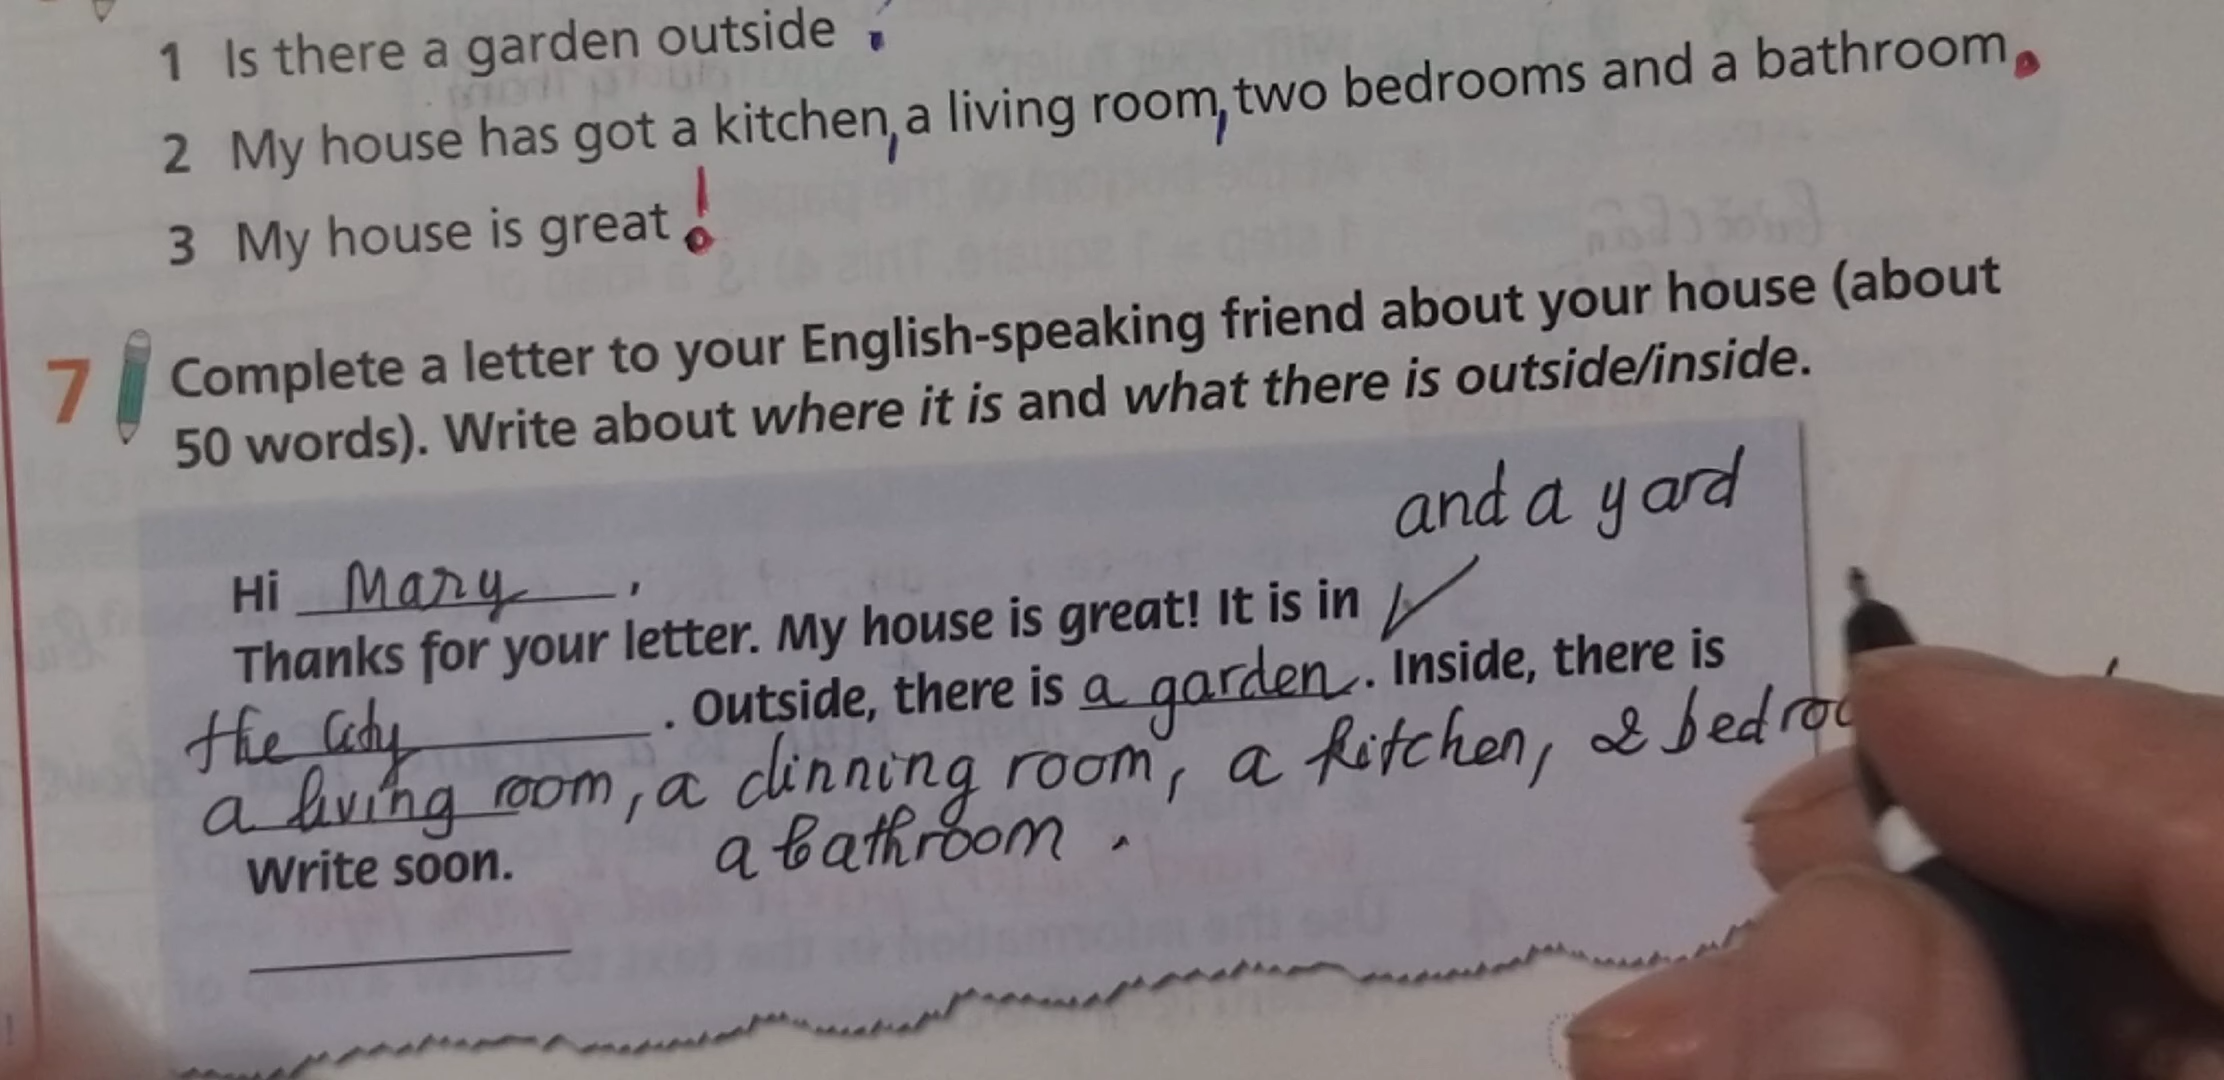 1 Is there a garden outside
2 My house has got a kitchen, a living room, two bedrooms and a bathroom.
3 My house is great!
7 Complete a letter to your English-speaking friend about your house (about
50 words). Write about where it is and what there is outside/inside.
and a yard
Hi Mary,
Thanks for your letter. My house is great! It is in
the city. Outside, there is a garden. Inside, there is
a living room, a dinning room, a kitchen, 2 bedroo
a bathroom.
Write soon.